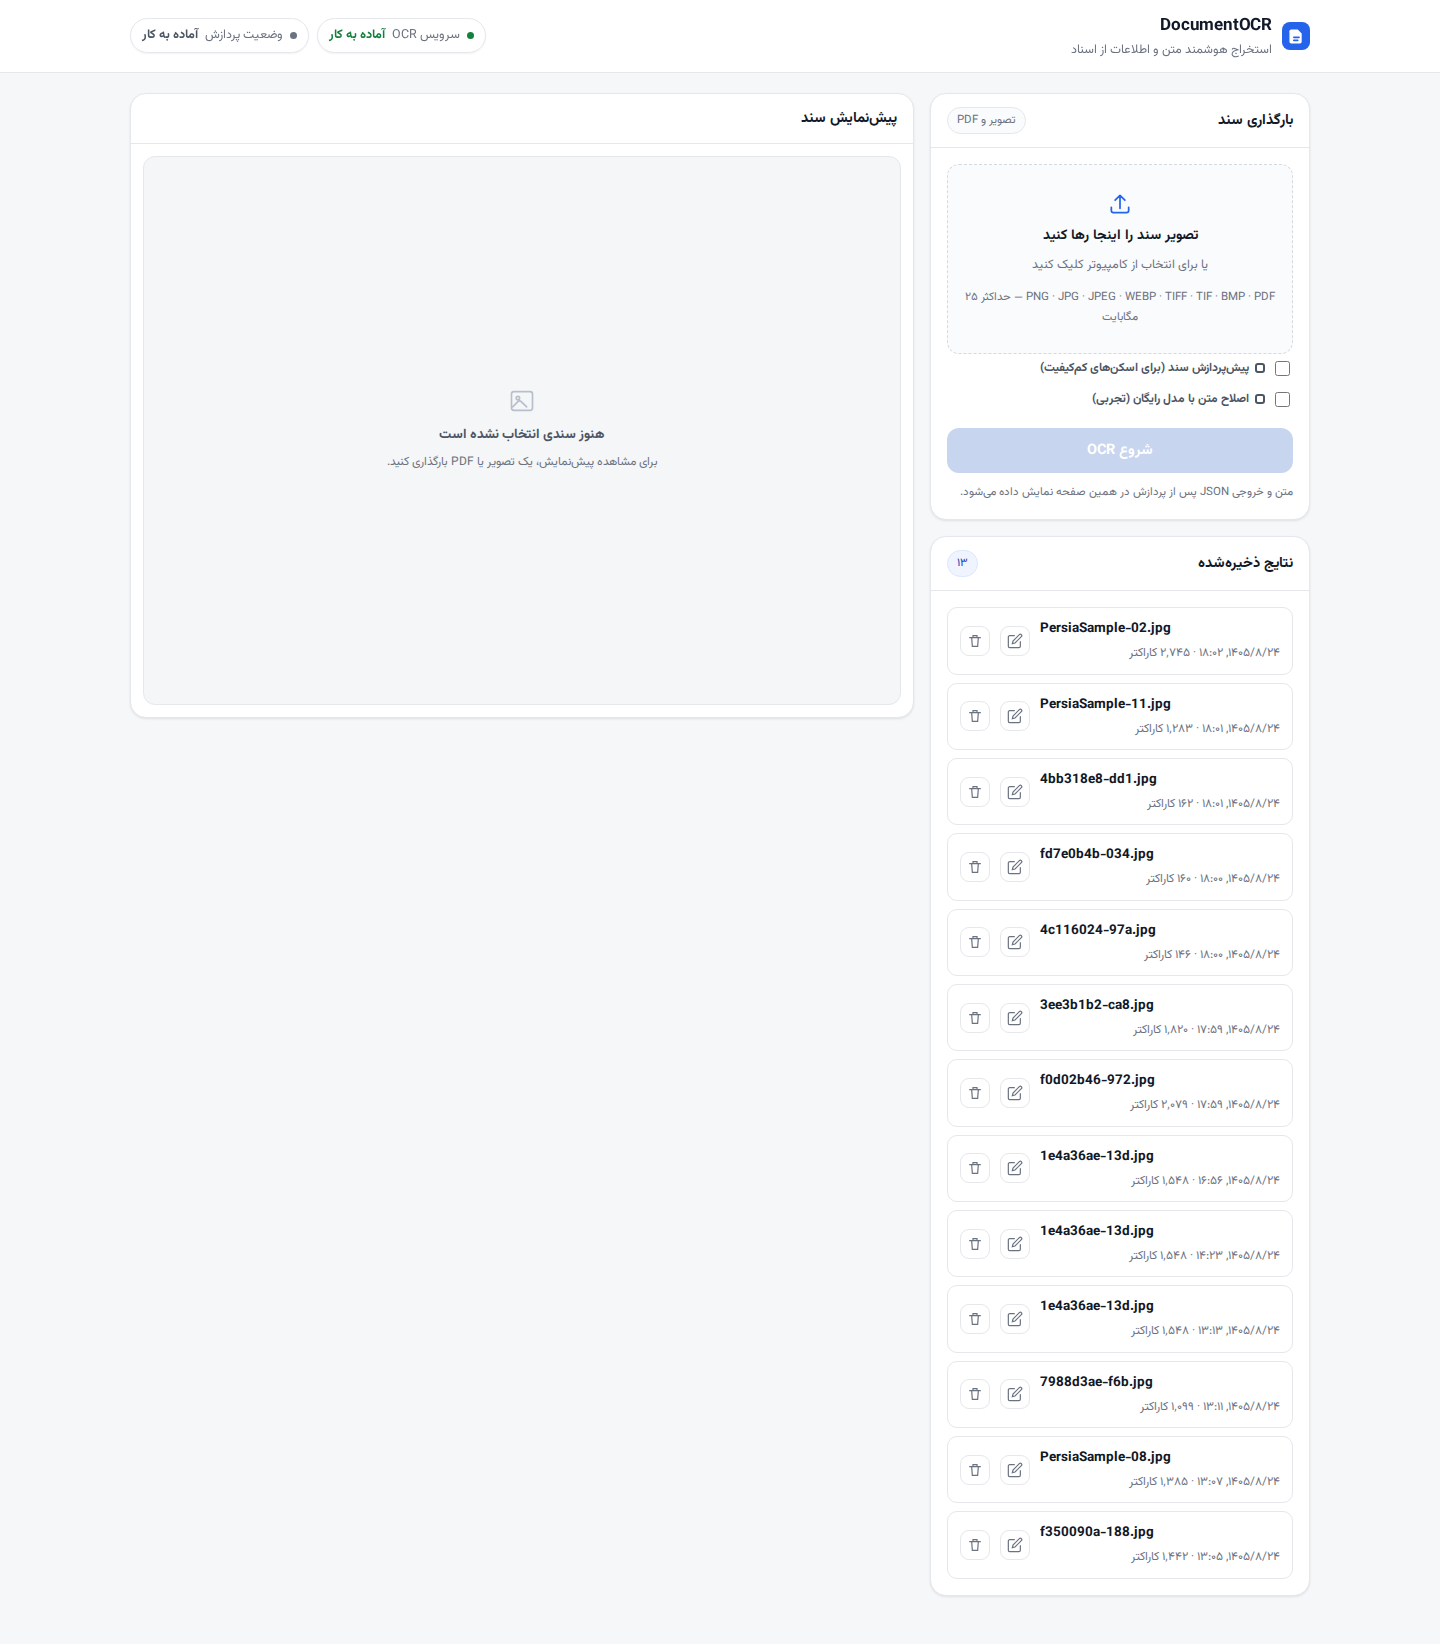 DocumentOCR
استخراج هوشمند متن و اطلاعات از اسناد
سرویس OCR آماده به کار
وضعیت پردازش آماده به کار
بارگذاری سند
تصویر و PDF
تصویر سند را اینجا رها کنید
یا برای انتخاب از کامپیوتر کلیک کنید
PNG · JPG · JPEG · WEBP · TIFF · TIF · BMP · PDF — حداکثر ۲۵
مگابایت
پیش‌پردازش سند (برای اسکن‌های کم‌کیفیت)
اصلاح متن با مدل رایگان (تجربی)
شروع OCR
متن و خروجی JSON پس از پردازش در همین صفحه نمایش داده می‌شود.
پیش‌نمایش سند
هنوز سندی انتخاب نشده است
برای مشاهده پیش‌نمایش، یک تصویر یا PDF بارگذاری کنید.
نتایج ذخیره‌شده
۱۳
PersiaSample-02.jpg
۱۴۰۵/۸/۲۴, ۱۸:۰۲ · ۲,۷۴۵ کاراکتر
PersiaSample-11.jpg
۱۴۰۵/۸/۲۴, ۱۸:۰۱ · ۱,۲۸۳ کاراکتر
4bb318e8-dd1.jpg
۱۴۰۵/۸/۲۴, ۱۸:۰۱ · ۱۶۲ کاراکتر
fd7e0b4b-034.jpg
۱۴۰۵/۸/۲۴, ۱۸:۰۰ · ۱۶۰ کاراکتر
4c116024-97a.jpg
۱۴۰۵/۸/۲۴, ۱۸:۰۰ · ۱۴۶ کاراکتر
3ee3b1b2-ca8.jpg
۱۴۰۵/۸/۲۴, ۱۷:۵۹ · ۱,۸۲۰ کاراکتر
f0d02b46-972.jpg
۱۴۰۵/۸/۲۴, ۱۷:۵۹ · ۲,۰۷۹ کاراکتر
1e4a36ae-13d.jpg
۱۴۰۵/۸/۲۴, ۱۶:۵۶ · ۱,۵۴۸ کاراکتر
1e4a36ae-13d.jpg
۱۴۰۵/۸/۲۴, ۱۴:۲۳ · ۱,۵۴۸ کاراکتر
1e4a36ae-13d.jpg
۱۴۰۵/۸/۲۴, ۱۳:۱۳ · ۱,۵۴۸ کاراکتر
7988d3ae-f6b.jpg
۱۴۰۵/۸/۲۴, ۱۳:۱۱ · ۱,۰۹۹ کاراکتر
PersiaSample-08.jpg
۱۴۰۵/۸/۲۴, ۱۳:۰۷ · ۱,۳۸۵ کاراکتر
f350090a-188.jpg
۱۴۰۵/۸/۲۴, ۱۳:۰۵ · ۱,۴۴۲ کاراکتر